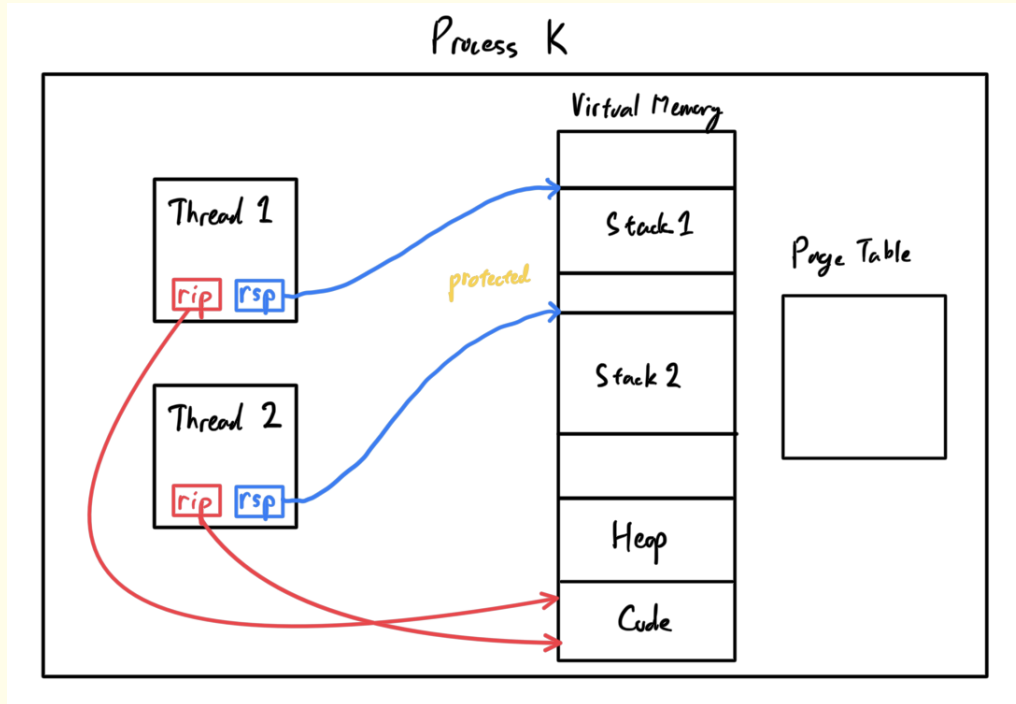 Process K
Virtual Memory
Thread 1
rip
rsp
Stack 1
protected
Page Table
Thread 2
rip
rsp
Stack 2
Heap
Code